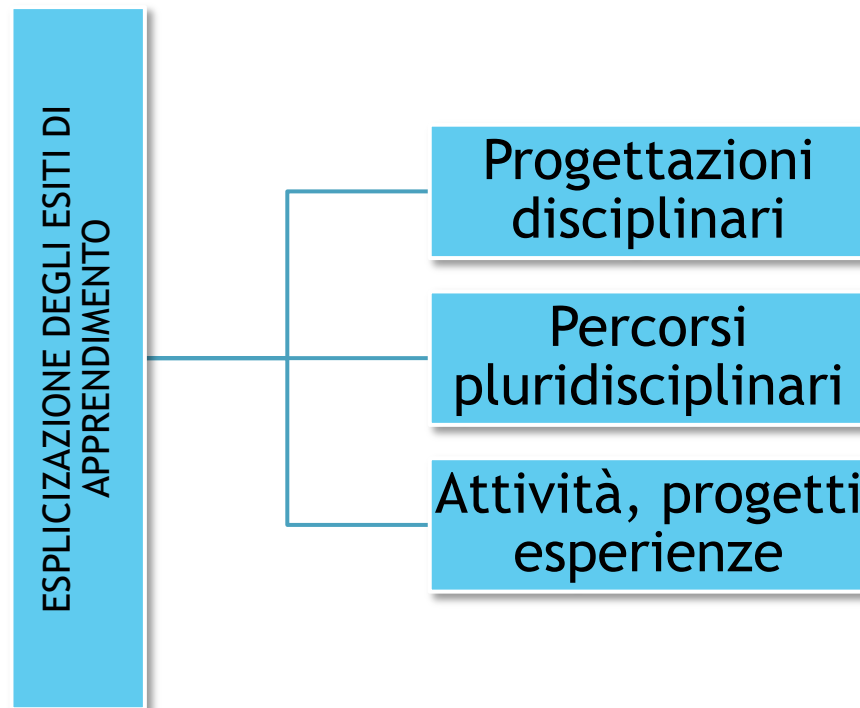 ESPLICIZAZIONE DEGLI ESITI DI
APPRENDIMENTO
Progettazioni
disciplinari
Percorsi
pluridisciplinari
Attività, progetti
esperienze